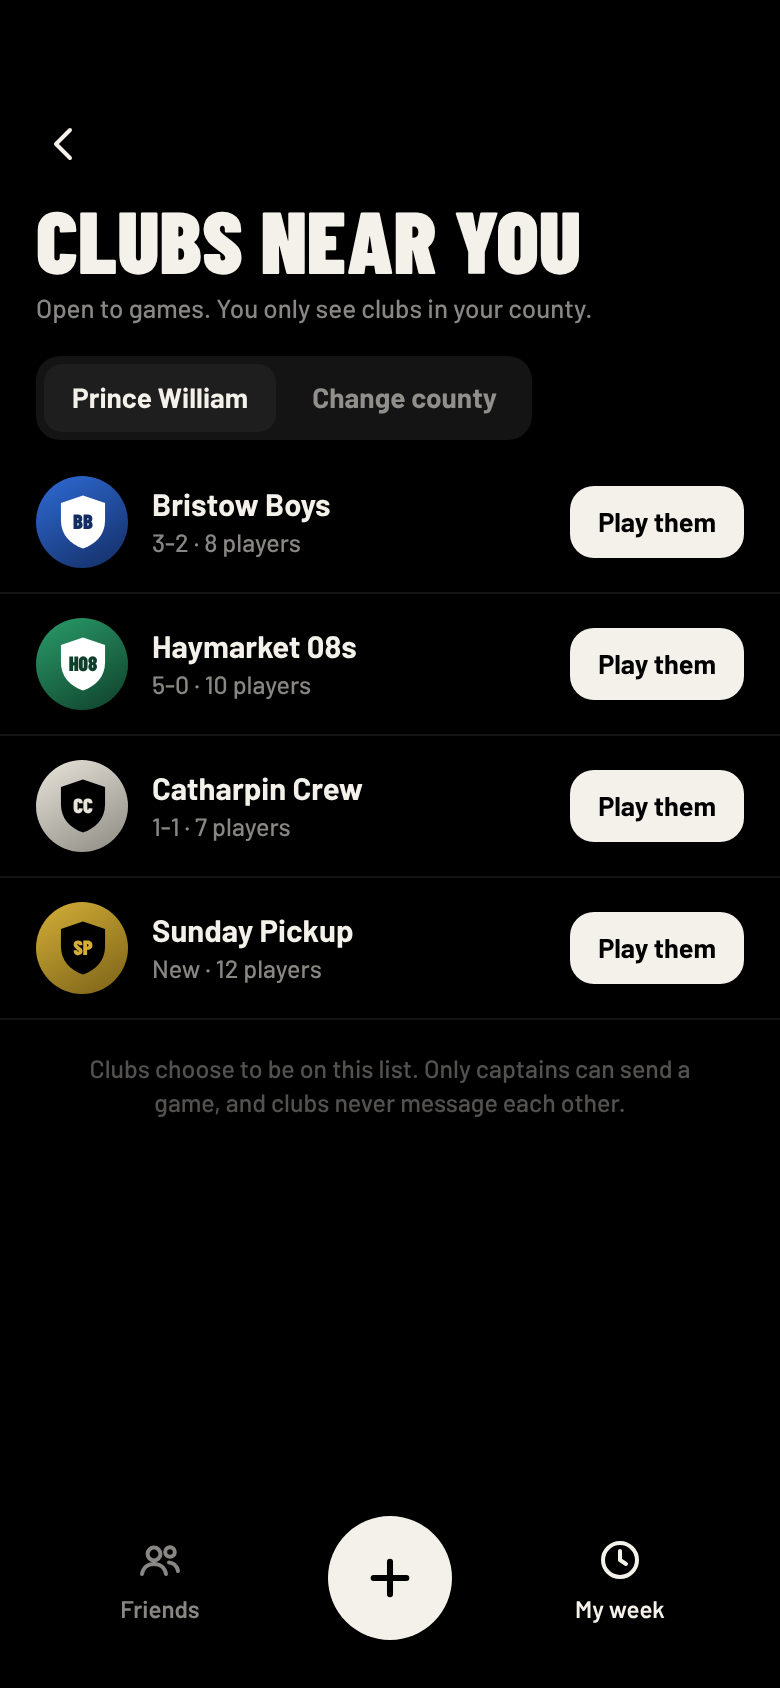 CLUBS NEAR YOU
Open to games. You only see clubs in your county.
Prince William
Change county
BB
Bristow Boys
3-2 · 8 players
Play them
H08
Haymarket 08s
5-0 · 10 players
Play them
CC
Catharpin Crew
1-1 · 7 players
Play them
SP
Sunday Pickup
New · 12 players
Play them
Clubs choose to be on this list. Only captains can send a
game, and clubs never message each other.
Friends
My week